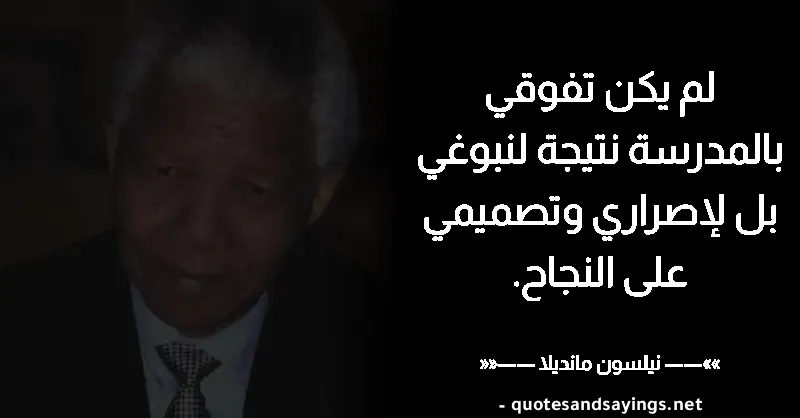 لم يكن تفوقي
بالمدرسة نتيجة لنبوغي
بل لإصراري وتصميمي
على النجاح.
»»—— نيلسون مانديلا ——««
- quotesandsayings.net